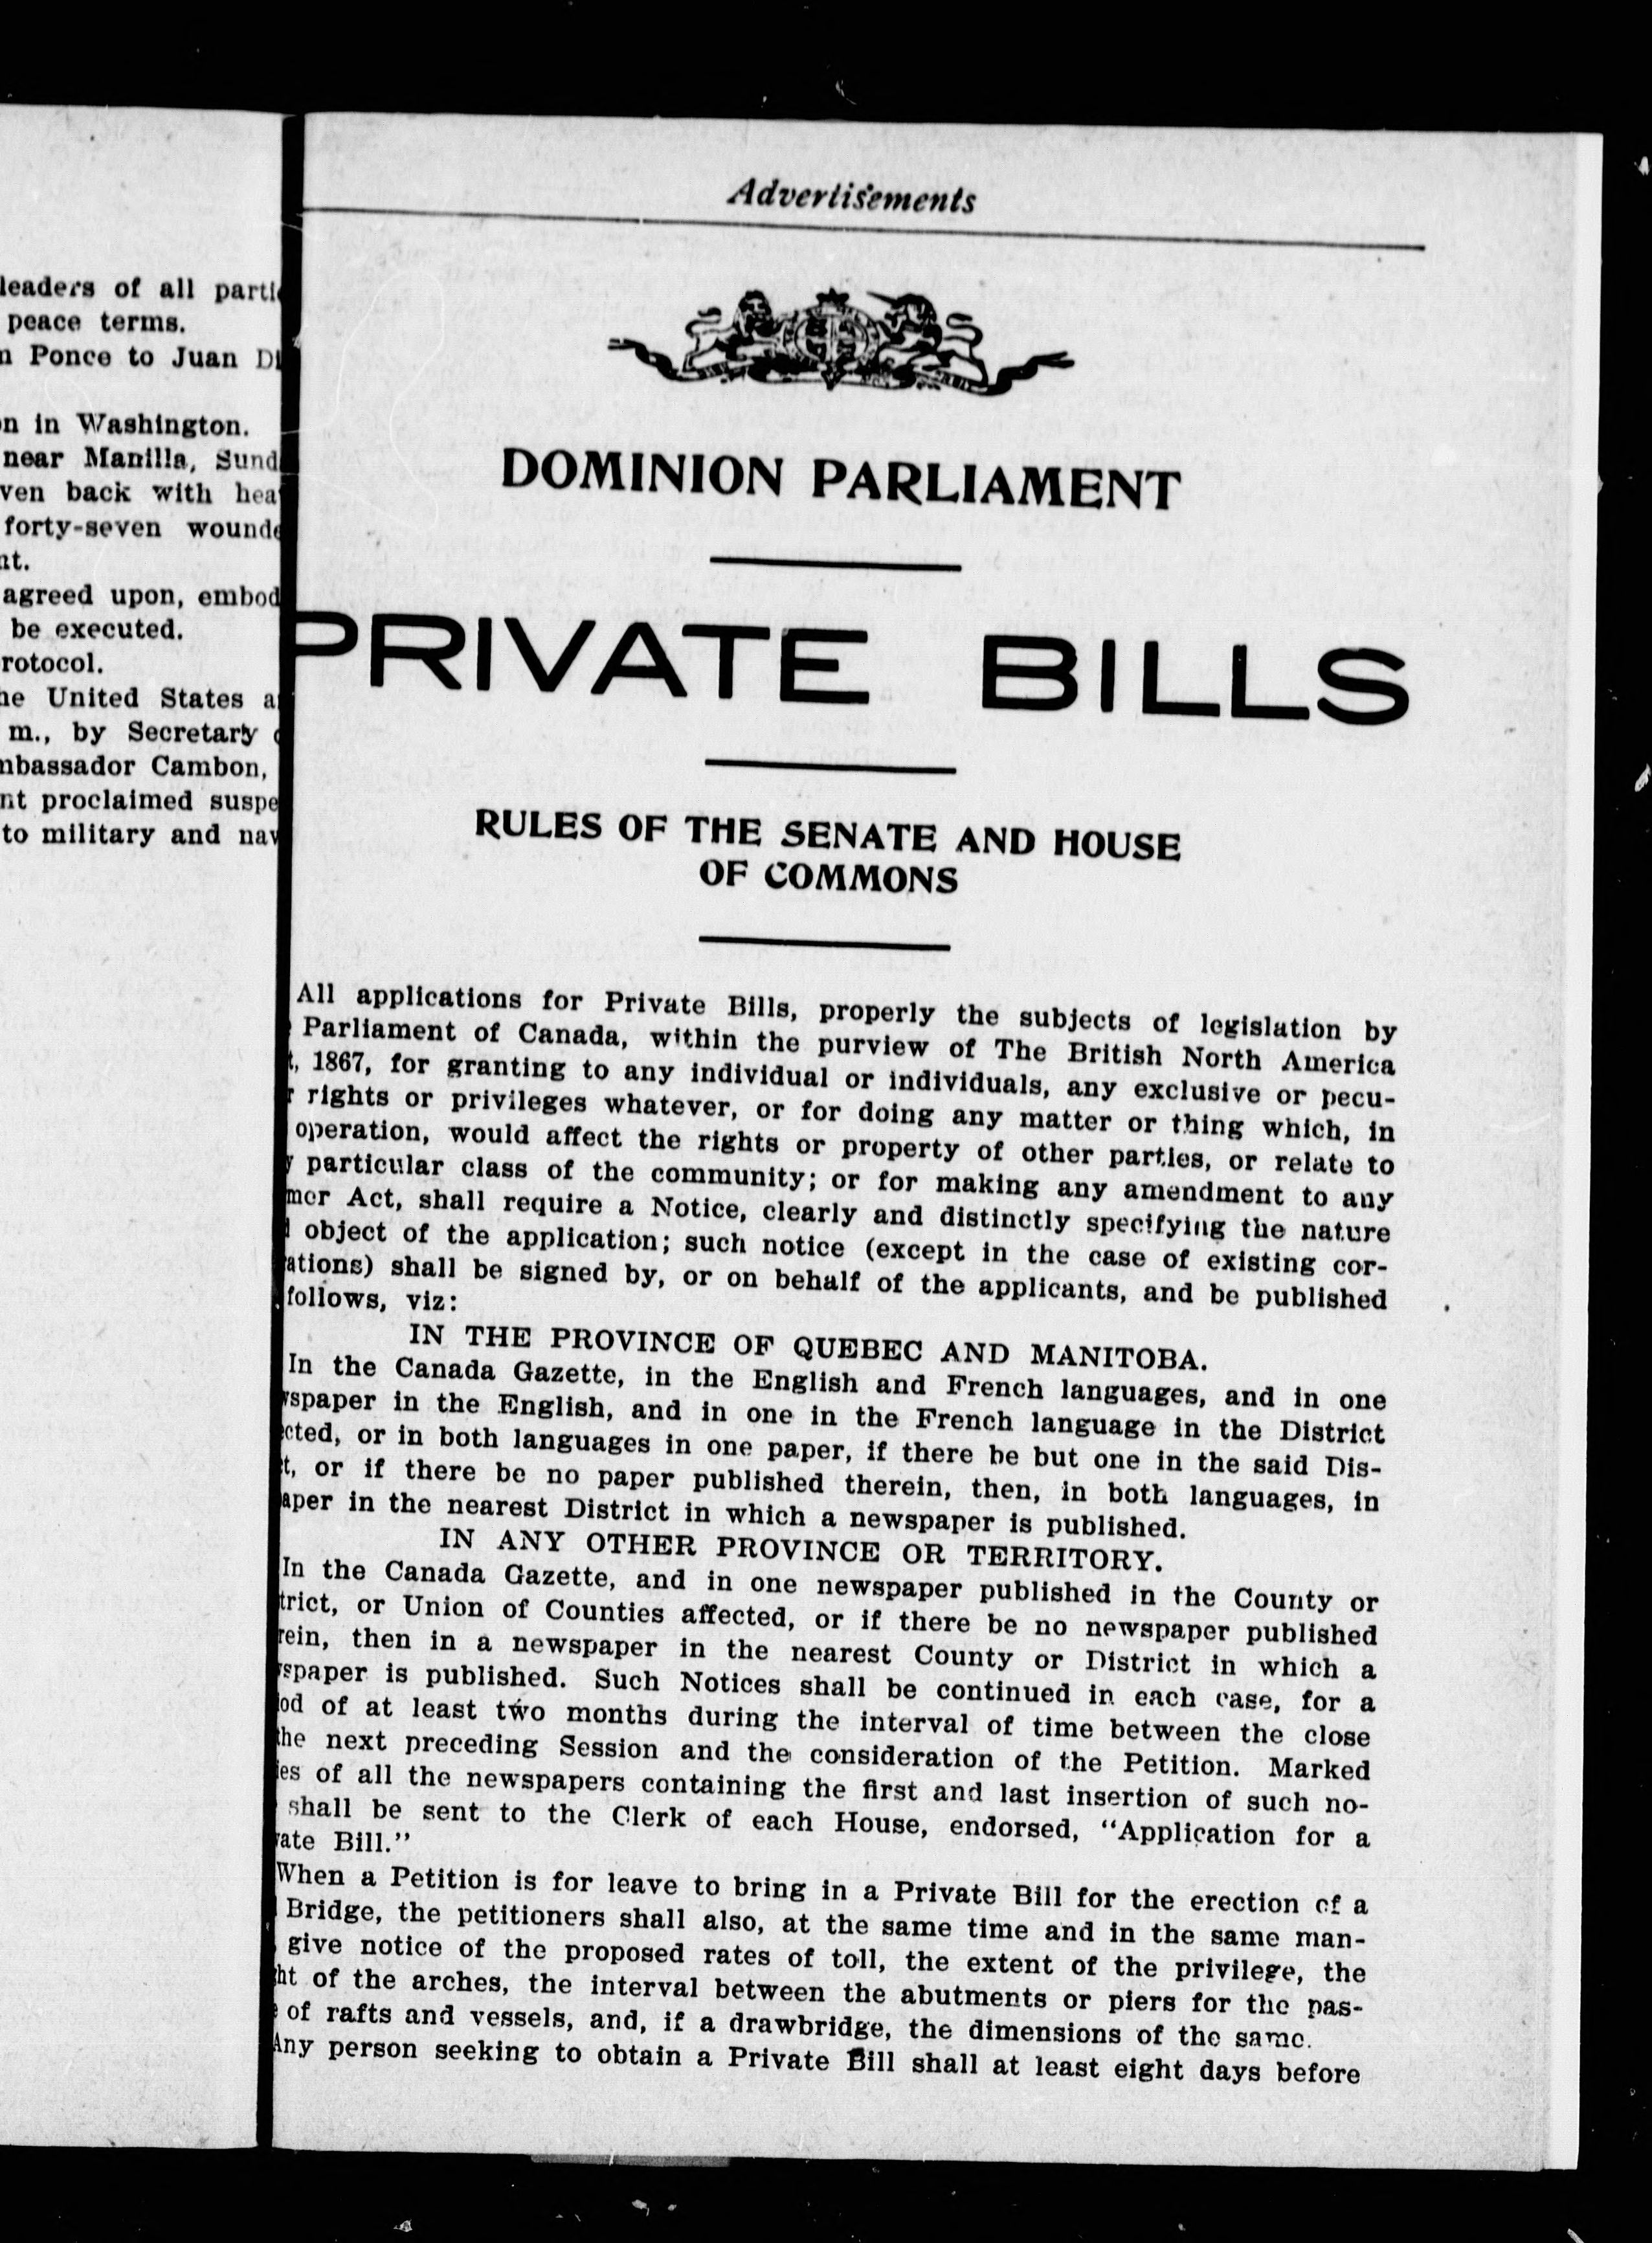 leaders of all
peace terms.
Ponce to Juan
in Washington.
near Manilla,
back with
forty-seven
agreed upon,
be executed.
United States
m., by Secretary
Cambon,
proclaimed
to military and
Advertisements
DOMINION PARLIAMENT
PRIVATE BILLS
RULES OF THE SENATE AND HOUSE
OF COMMONS
All applications for Private Bills, properly the subjects of legislation by
Parliament of Canada, within the purview of The British North America
1867, for granting to any individual or individuals, any exclusive or pecu-
rights or privileges whatever, or for doing any matter or thing which, in
operation, would affect the rights or property of other parties, or relate to
particular class of the community; or for making any amendment to any
mer Act, shall require a Notice, clearly and distinctly specifying the nature
object of the application; such notice (except in the case of existing cor-
ations) shall be signed by, or on behalf of the applicants, and be published
follows, viz:
IN THE PROVINCE OF QUEBEC AND MANITOBA.
In the Canada Gazette, in the English and French languages, and in one
spaper in the English, and in one in the French language in the District
cted, or in both languages in one paper, if there be but one in the said Dis-
t, or if there be no paper published therein, then, in both languages, in
aper in the nearest District in which a newspaper is published.
IN ANY OTHER PROVINCE OR TERRITORY.
In the Canada Gazette, and in one newspaper published in the County or
trict, or Union of Counties affected, or if there be no newspaper published
rein, then in a newspaper in the nearest County or District in which a
spaper is published. Such Notices shall be continued in each case, for a
od of at least two months during the interval of time between the close
the next preceding Session and the consideration of the Petition. Marked
ies of all the newspapers containing the first and last insertion of such no-
shall be sent to the Clerk of each House, endorsed, "Application for a
ate Bill."
When a Petition is for leave to bring in a Private Bill for the erection of a
Bridge, the petitioners shall also, at the same time and in the same man-
give notice of the proposed rates of toll, the extent of the privilege, the
ht of the arches, the interval between the abutments or piers for the pas-
of rafts and vessels, and, if a drawbridge, the dimensions of the same.
Any person seeking to obtain a Private Bill shall at least eight days before